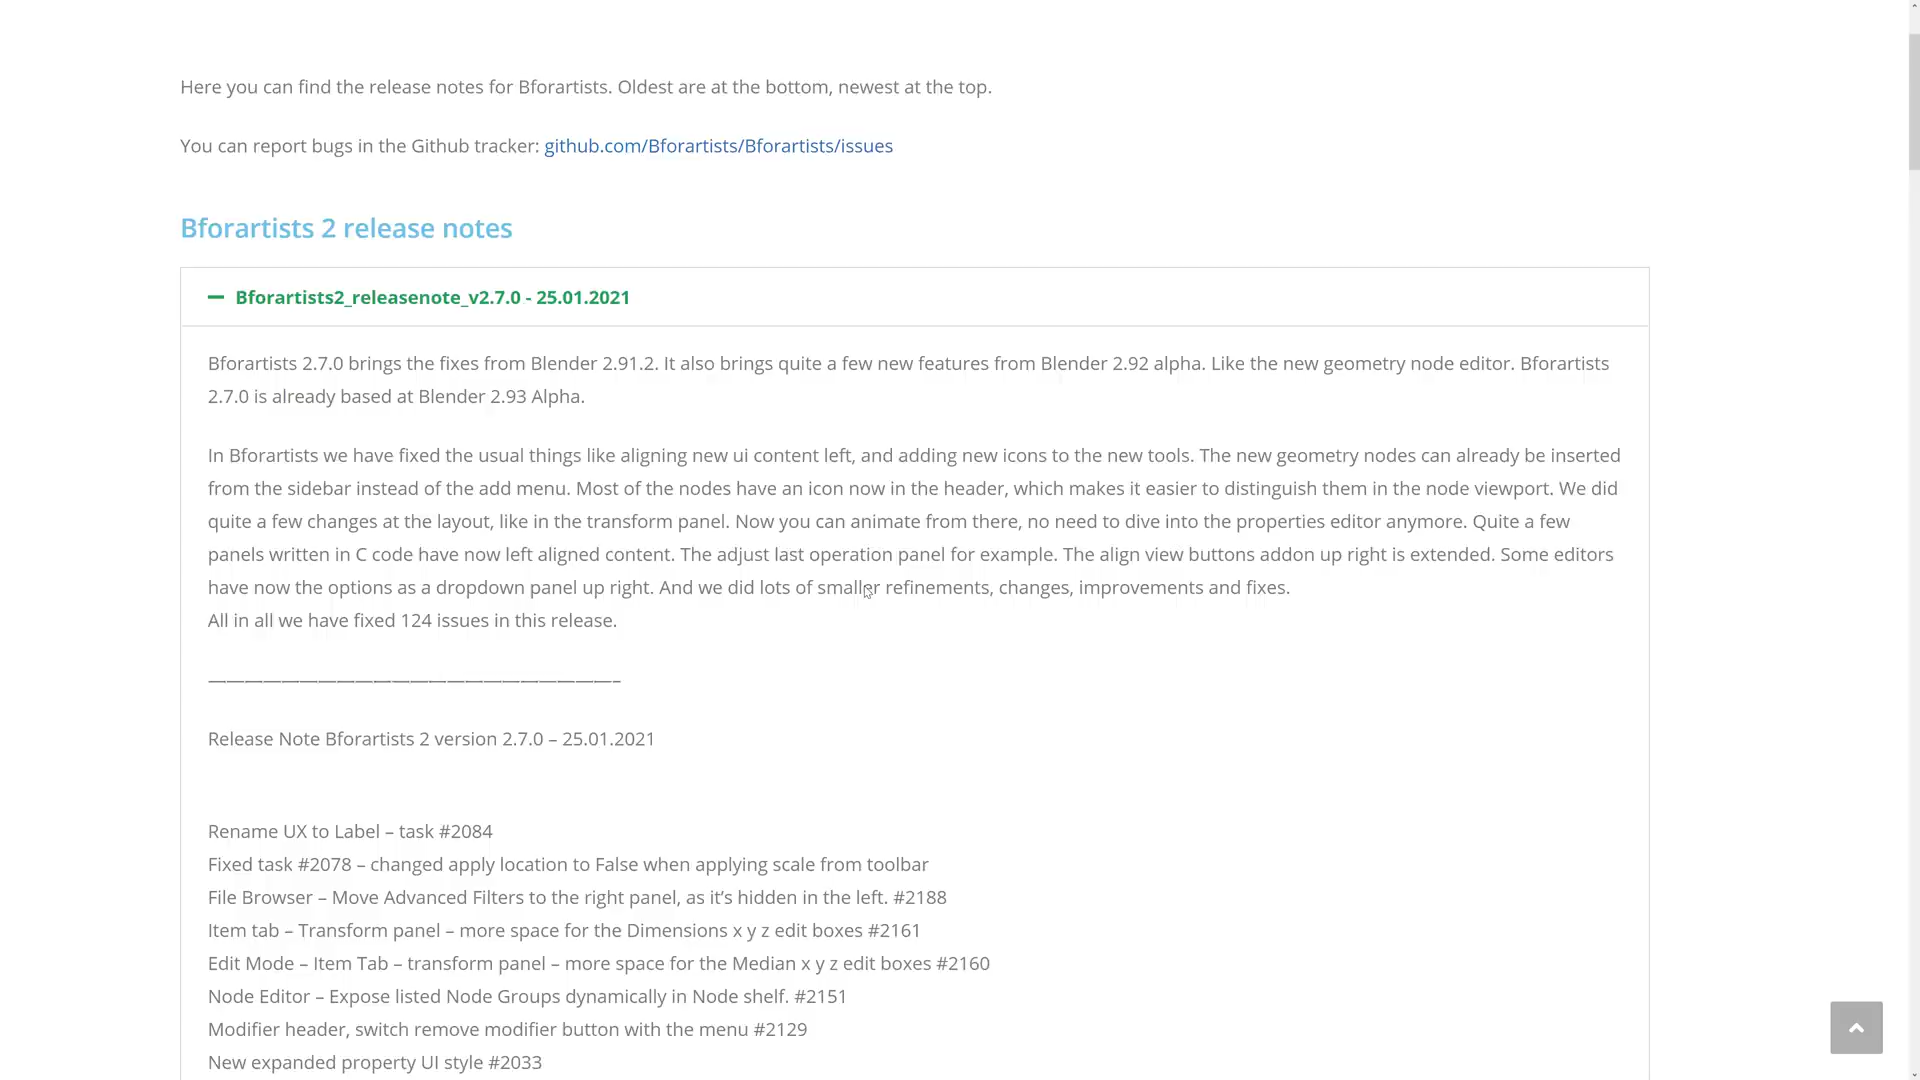 Here you can find the release notes for Bforartists. Oldest are at the bottom, newest at the top.
You can report bugs in the Github tracker: github.com/Bforartists/Bforartists/issues
Bforartists 2 release notes
Bforartists2_releasenote_v2.7.0 - 25.01.2021
Bforartists 2.7.0 brings the fixes from Blender 2.91.2. It also brings quite a few new features from Blender 2.92 alpha. Like the new geometry node editor. Bforartists
2.7.0 is already based at Blender 2.93 Alpha.
In Bforartists we have fixed the usual things like aligning new ui content left, and adding new icons to the new tools. The new geometry nodes can already be inserted
from the sidebar instead of the add menu. Most of the nodes have an icon now in the header, which makes it easier to distinguish them in the node viewport. We did
quite a few changes at the layout, like in the transform panel. Now you can animate from there, no need to dive into the properties editor anymore. Quite a few
panels written in C code have now left aligned content. The adjust last operation panel for example. The align view buttons addon up right is extended. Some editors
have now the options as a dropdown panel up right. And we did lots of smaller refinements, changes, improvements and fixes.
All in all we have fixed 124 issues in this release.
———————————————————————–
Release Note Bforartists 2 version 2.7.0 – 25.01.2021
Rename UX to Label – task #2084
Fixed task #2078 – changed apply location to False when applying scale from toolbar
File Browser – Move Advanced Filters to the right panel, as it’s hidden in the left. #2188
Item tab – Transform panel – more space for the Dimensions x y z edit boxes #2161
Edit Mode – Item Tab – transform panel – more space for the Median x y z edit boxes #2160
Node Editor – Expose listed Node Groups dynamically in Node shelf. #2151
Modifier header, switch remove modifier button with the menu #2129
New expanded property UI style #2033